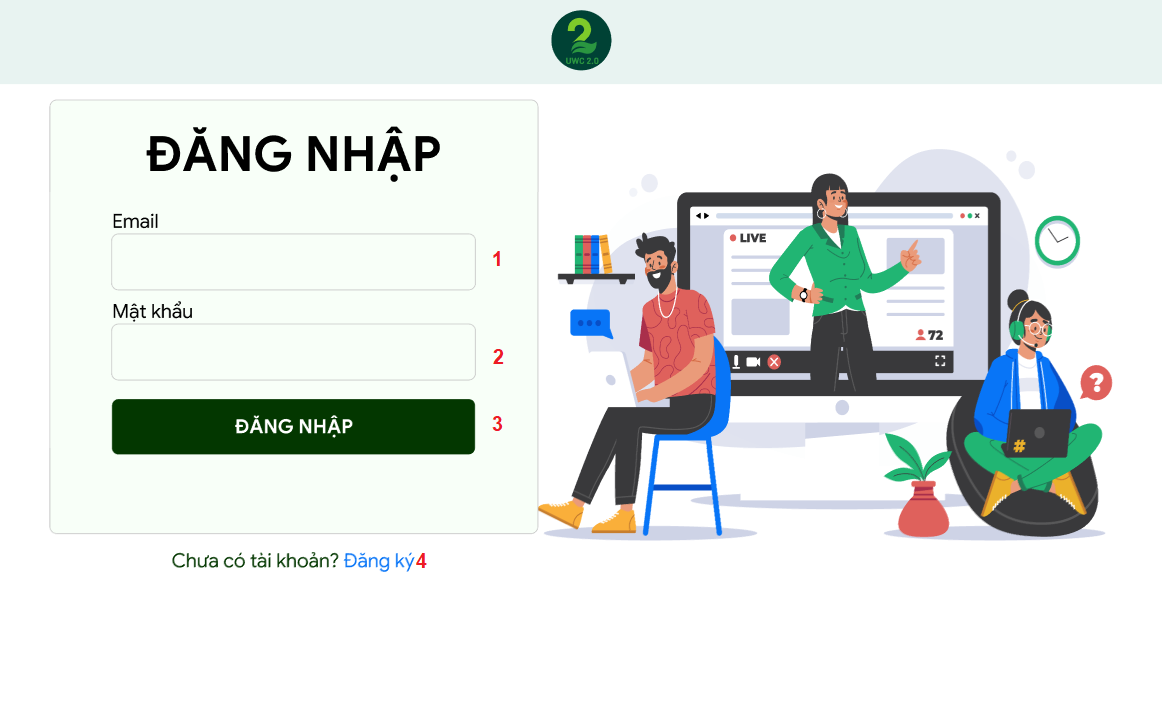 2
UWC 2.0
ĐĂNG NHẬP
Email
1
Mật khẩu
2
ĐĂNG NHẬP
3
Chưa có tài khoản? Đăng ký4
LIVE
72
?
#